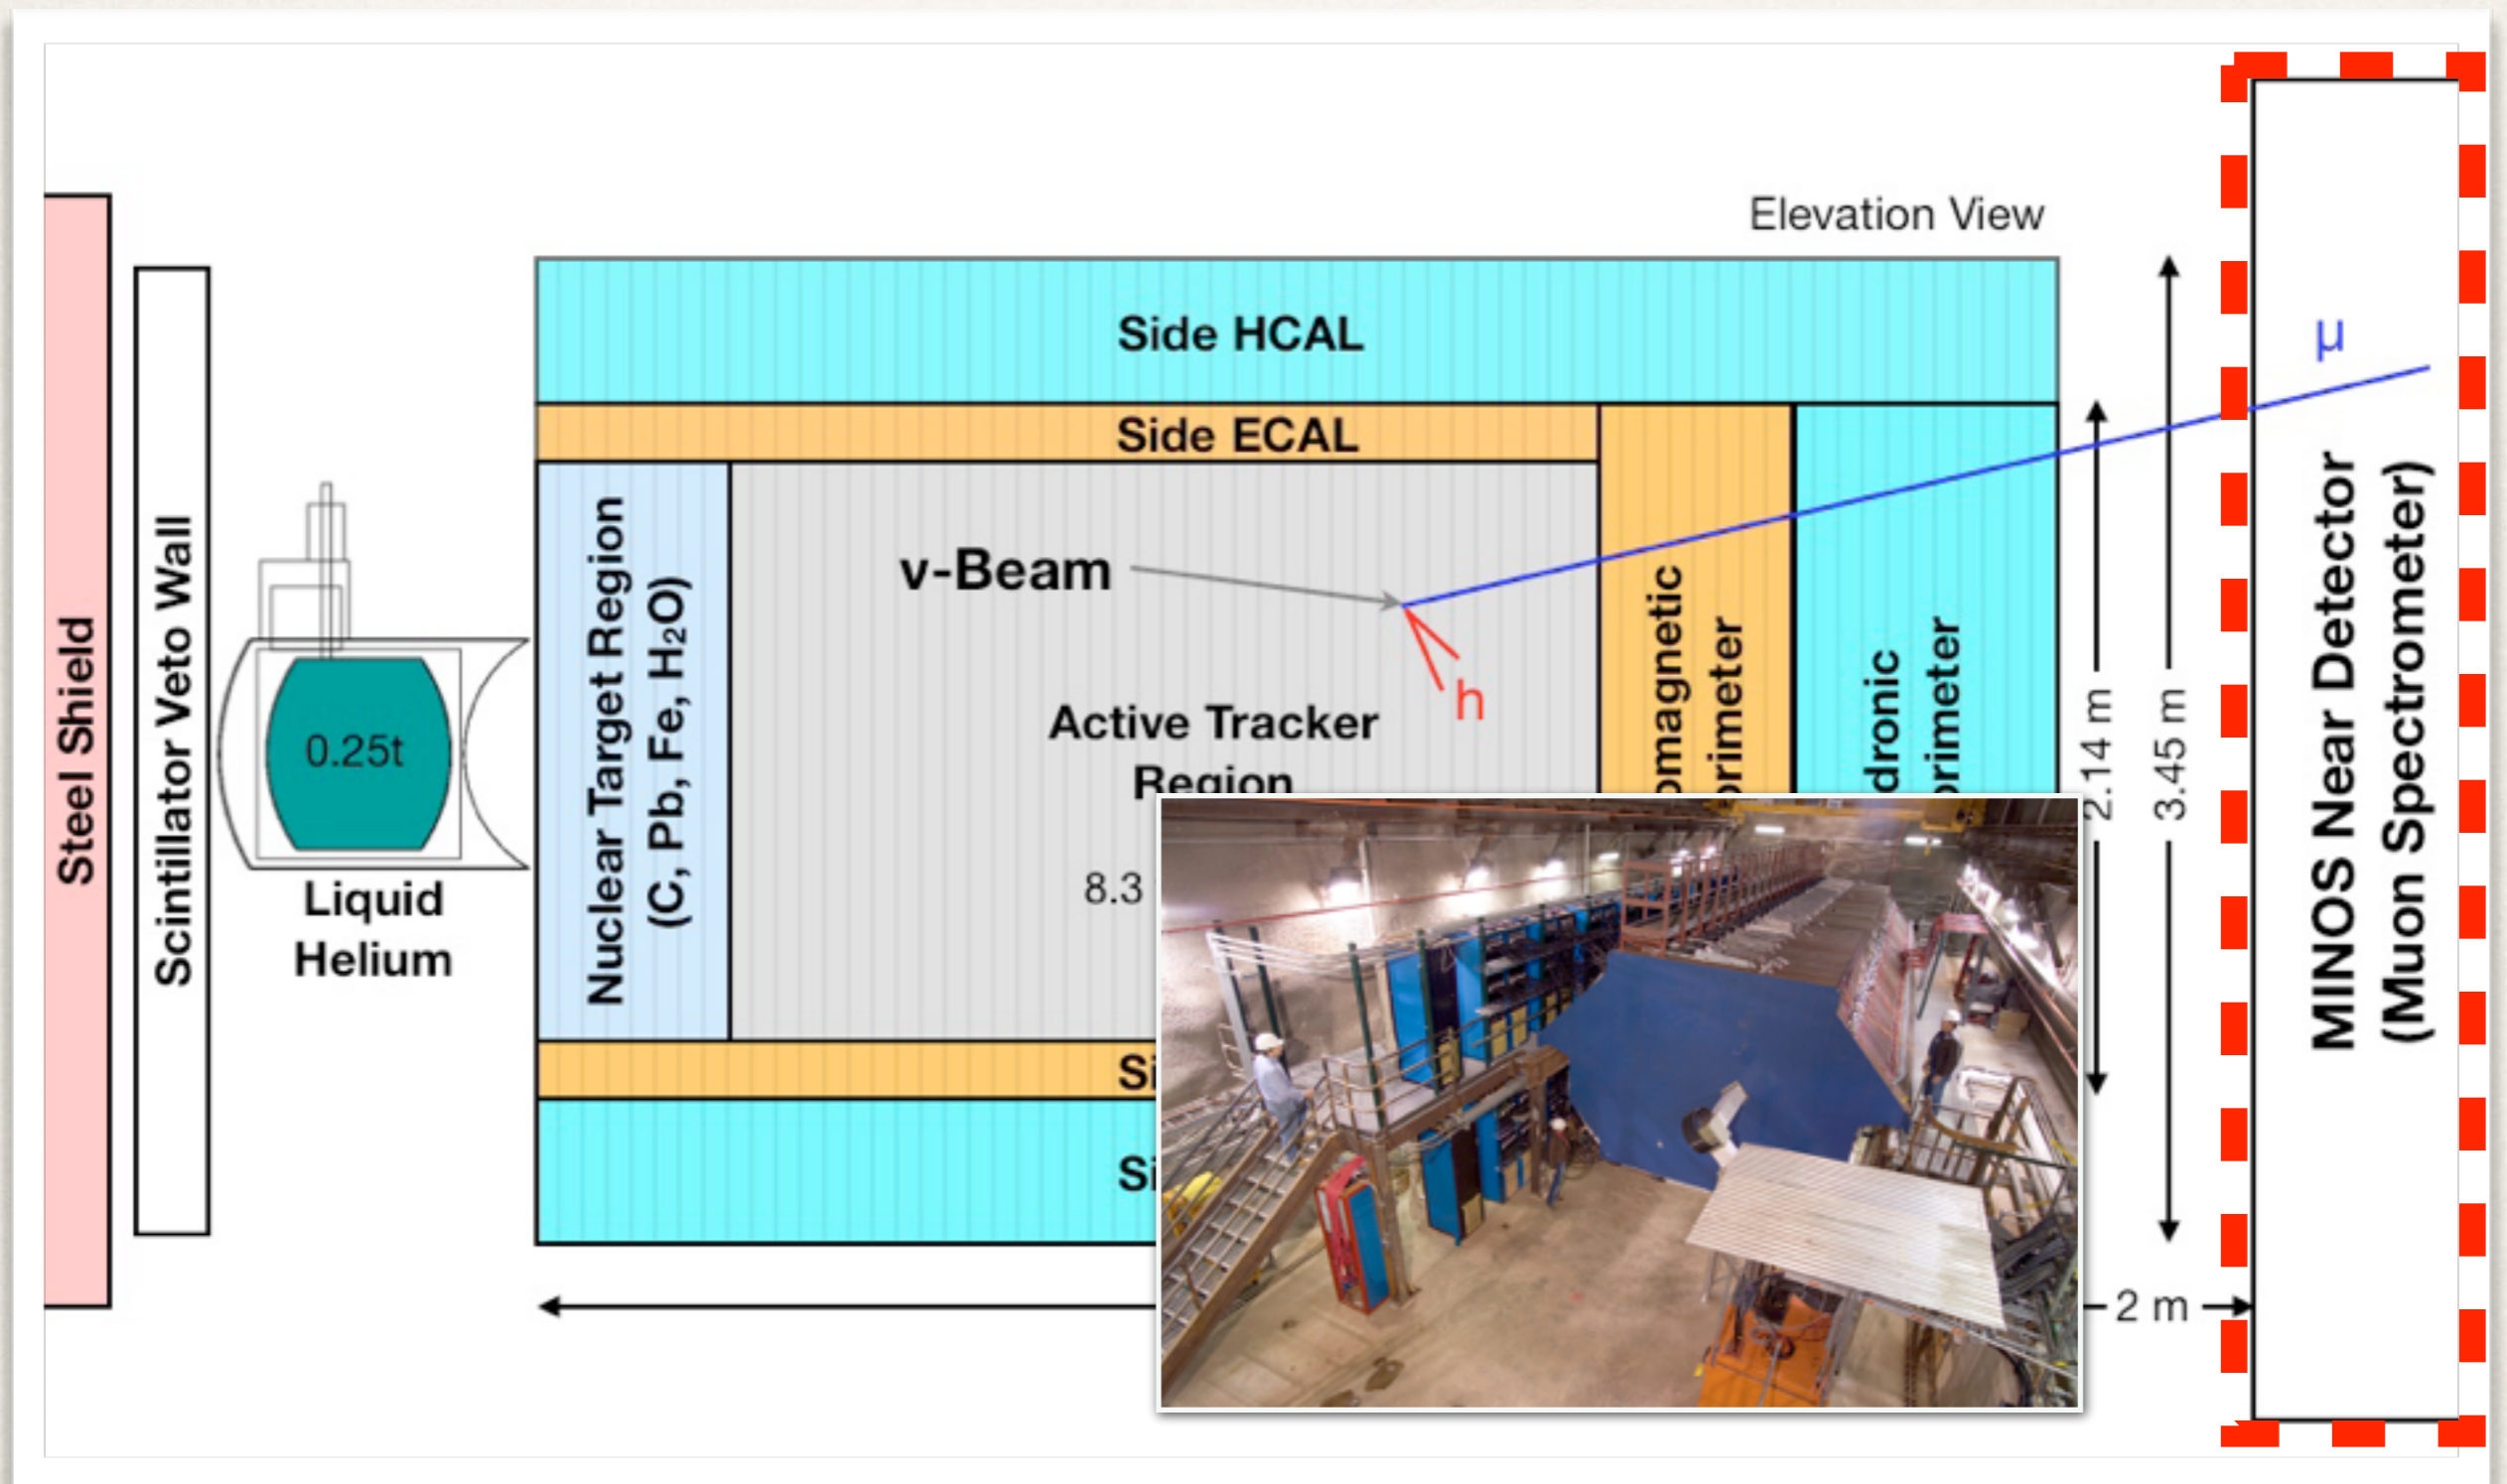 Elevation View
Side HCAL
Side ECAL
μ
ν-Beam
h
Steel Shield
Scintillator Veto Wall
0.25t
Liquid
Helium
Nuclear Target Region
(C, Pb, Fe, H₂O)
Active Tracker
Region
8.3
omagnetic
orimeter
dronic
orimeter
2.14 m
3.45 m
MINOS Near Detector
(Muon Spectrometer)
Si
Si
2 m